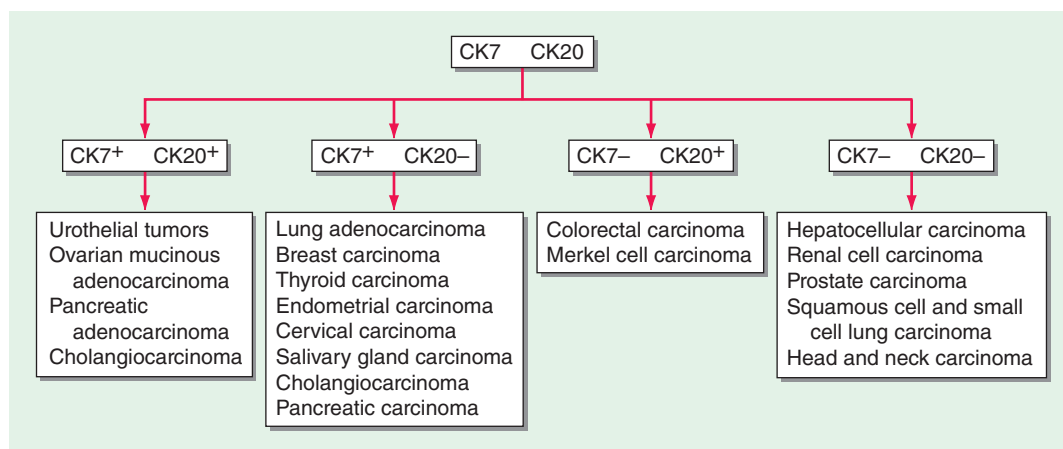 CK7 CK20
CK7+ CK20+
CK7+ CK20–
CK7– CK20+
CK7– CK20–
Urothelial tumors
Ovarian mucinous
adenocarcinoma
Pancreatic
adenocarcinoma
Cholangiocarcinoma
Lung adenocarcinoma
Breast carcinoma
Thyroid carcinoma
Endometrial carcinoma
Cervical carcinoma
Salivary gland carcinoma
Cholangiocarcinoma
Pancreatic carcinoma
Colorectal carcinoma
Merkel cell carcinoma
Hepatocellular carcinoma
Renal cell carcinoma
Prostate carcinoma
Squamous cell and small
cell lung carcinoma
Head and neck carcinoma